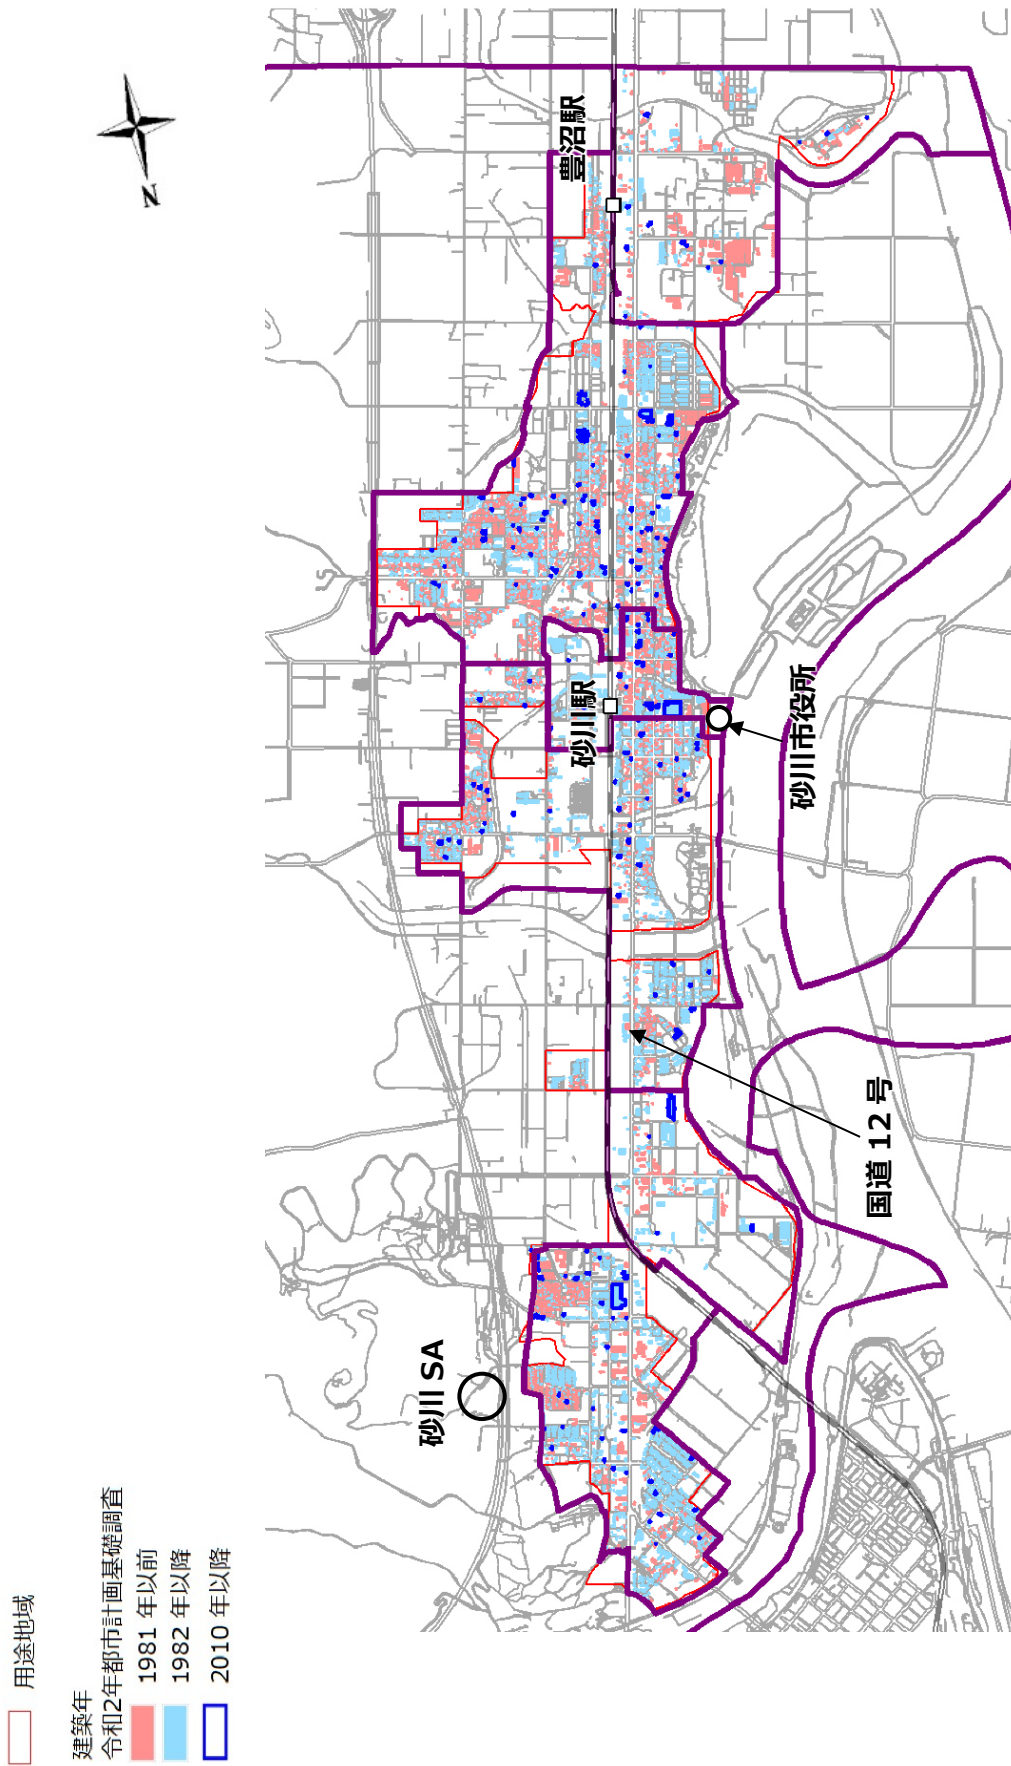 用途地域
建築年
令和2年都市計画基礎調査
1981 年以前
1982 年以降
2010 年以降
N
砂川 SA
国道 12 号
砂川駅
砂川市役所
豊沼駅